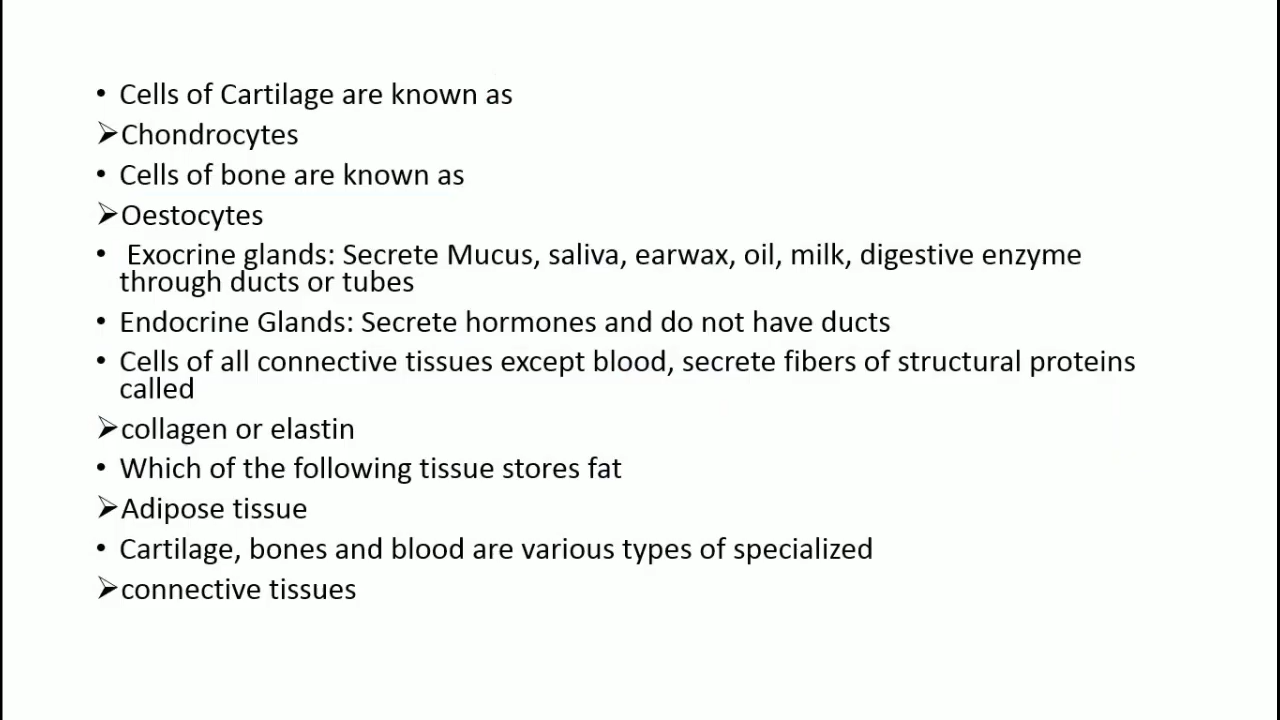 • Cells of Cartilage are known as
➢Chondrocytes
• Cells of bone are known as
➢Oestocytes
• Exocrine glands: Secrete Mucus, saliva, earwax, oil, milk, digestive enzyme
through ducts or tubes
• Endocrine Glands: Secrete hormones and do not have ducts
• Cells of all connective tissues except blood, secrete fibers of structural proteins
called
➢collagen or elastin
• Which of the following tissue stores fat
➢Adipose tissue
• Cartilage, bones and blood are various types of specialized
➢connective tissues